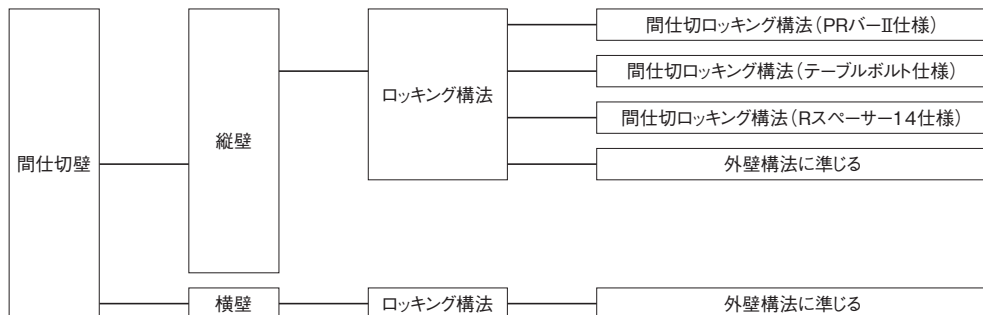 間仕切壁
縦壁
ロッキング構法
間仕切ロッキング構法（PRバーⅡ仕様）
間仕切ロッキング構法（テーブルボルト仕様）
間仕切ロッキング構法（Rスペーサー14仕様）
外壁構法に準じる
横壁
ロッキング構法
外壁構法に準じる